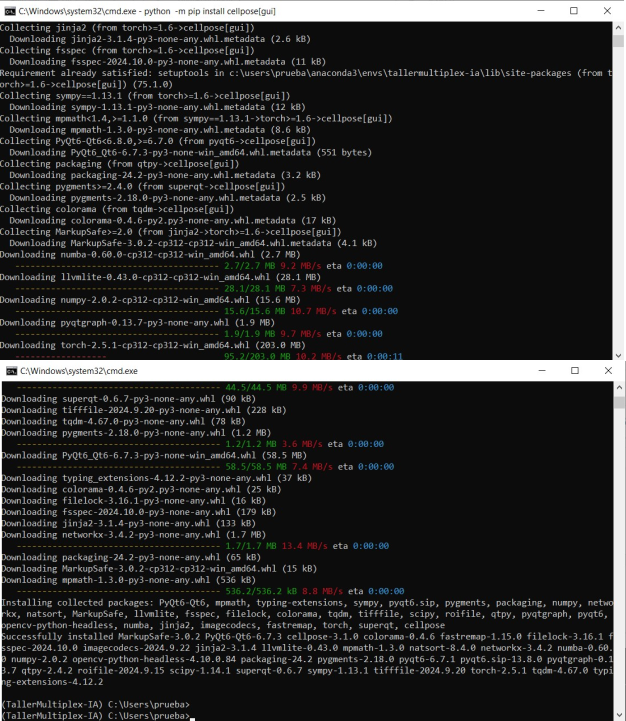 C:\Windows\system32\cmd.exe - python -m pip install cellpose[gui]
Collecting jinja2 (from torch>=1.6->cellpose[gui])
Downloading jinja2-3.1.4-py3-none-any.whl.metadata (2.6 kB)
Collecting fsspec (from torch>=1.6->cellpose[gui])
Downloading fsspec-2024.10.0-py3-none-any.whl.metadata (11 kB)
Requirement already satisfied: setuptools in c:\users\prueba\anaconda3\envs\tallermultiplex-ia\lib\site-packages (from t
orch>=1.6->cellpose[gui]) (75.1.0)
Collecting sympy==1.13.1 (from torch>=1.6->cellpose[gui])
Downloading sympy-1.13.1-py3-none-any.whl.metadata (12 kB)
Collecting mpmath<1.4,>=1.1.0 (from sympy==1.13.1->torch>=1.6->cellpose[gui])
Downloading mpmath-1.3.0-py3-none-any.whl.metadata (8.6 kB)
Collecting PyQt6-Qt6<6.8.0,>=6.7.0 (from pyqt6->cellpose[gui])
Downloading PyQt6_Qt6-6.7.3-py3-none-win_amd64.whl.metadata (551 bytes)
Collecting packaging (from qtpy->cellpose[gui])
Downloading packaging-24.2-py3-none-any.whl.metadata (3.2 kB)
Collecting pygments>=2.4.0 (from superqt->cellpose[gui])
Downloading pygments-2.18.0-py3-none-any.whl.metadata (2.5 kB)
Collecting colorama (from tqdm->cellpose[gui])
Downloading colorama-0.4.6-py2.py3-none-any.whl.metadata (17 kB)
Collecting MarkupSafe>=2.0 (from jinja2->torch>=1.6->cellpose[gui])
Downloading MarkupSafe-3.0.2-cp312-cp312-win_amd64.whl.metadata (4.1 kB)
Downloading numba-0.60.0-cp312-cp312-win_amd64.whl (2.7 MB)
---------------------------------------- 2.7/2.7 MB 9.2 MB/s eta 0:00:00
Downloading llvmlite-0.43.0-cp312-cp312-win_amd64.whl (28.1 MB)
---------------------------------------- 28.1/28.1 MB 7.3 MB/s eta 0:00:00
Downloading numpy-2.0.2-cp312-cp312-win_amd64.whl (15.6 MB)
---------------------------------------- 15.6/15.6 MB 10.7 MB/s eta 0:00:00
Downloading pyqtgraph-0.13.7-py3-none-any.whl (1.9 MB)
---------------------------------------- 1.9/1.9 MB 9.7 MB/s eta 0:00:00
Downloading torch-2.5.1-cp312-cp312-win_amd64.whl (203.0 MB)
------------------ 95.2/203.0 MB 10.2 MB/s eta 0:00:11
C:\Windows\system32\cmd.exe
---------------------------------------- 44.5/44.5 MB 9.9 MB/s eta 0:00:00
Downloading superqt-0.6.7-py3-none-any.whl (90 kB)
Downloading tifffile-2024.9.20-py3-none-any.whl (228 kB)
Downloading tqdm-4.67.0-py3-none-any.whl (78 kB)
Downloading pygments-2.18.0-py3-none-any.whl (1.2 MB)
---------------------------------------- 1.2/1.2 MB 3.6 MB/s eta 0:00:00
Downloading PyQt6_Qt6-6.7.3-py3-none-win_amd64.whl (58.5 MB)
---------------------------------------- 58.5/58.5 MB 7.4 MB/s eta 0:00:00
Downloading typing_extensions-4.12.2-py3-none-any.whl (37 kB)
Downloading colorama-0.4.6-py2.py3-none-any.whl (25 kB)
Downloading filelock-3.16.1-py3-none-any.whl (16 kB)
Downloading fsspec-2024.10.0-py3-none-any.whl (179 kB)
Downloading jinja2-3.1.4-py3-none-any.whl (133 kB)
Downloading networkx-3.4.2-py3-none-any.whl (1.7 MB)
---------------------------------------- 1.7/1.7 MB 13.4 MB/s eta 0:00:00
Downloading packaging-24.2-py3-none-any.whl (65 kB)
Downloading MarkupSafe-3.0.2-cp312-cp312-win_amd64.whl (15 kB)
Downloading mpmath-1.3.0-py3-none-any.whl (536 kB)
---------------------------------------- 536.2/536.2 kB 8.8 MB/s eta 0:00:00
Installing collected packages: PyQt6-Qt6, mpmath, typing-extensions, sympy, pyqt6.sip, pygments, packaging, numpy, netwo
rkx, natsort, MarkupSafe, llvmlite, fsspec, filelock, colorama, tqdm, tifffile, scipy, roifile, qtpy, pyqtgraph, pyqt6,
opencv-python-headless, numba, jinja2, imagecodecs, fastremap, torch, superqt, cellpose
Successfully installed MarkupSafe-3.0.2 PyQt6-Qt6-6.7.3 cellpose-3.1.0 colorama-0.4.6 fastremap-1.15.0 filelock-3.16.1 f
sspec-2024.10.0 imagecodecs-2024.9.22 jinja2-3.1.4 llvmlite-0.43.0 mpmath-1.3.0 natsort-8.4.0 networkx-3.4.2 numba-0.60.
0 numpy-2.0.2 opencv-python-headless-4.10.0.84 packaging-24.2 pygments-2.18.0 pyqt6-6.7.1 pyqt6.sip-13.8.0 pyqtgraph-0.1
3.7 qtpy-2.4.2 roifile-2024.9.15 scipy-1.14.1 superqt-0.6.7 sympy-1.13.1 tifffile-2024.9.20 torch-2.5.1 tqdm-4.67.0 typi
ng-extensions-4.12.2
(TallerMultiplex-IA) C:\Users\prueba>
(TallerMultiplex-IA) C:\Users\prueba>